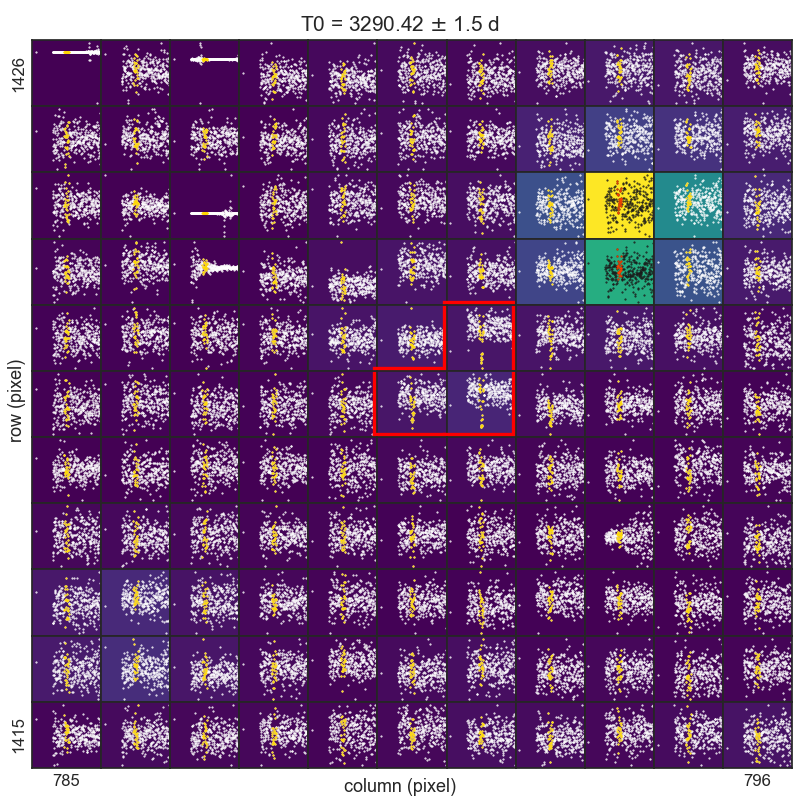 T0 = 3290.42 ± 1.5 d
1426
row (pixel)
1415
785
column (pixel)
796